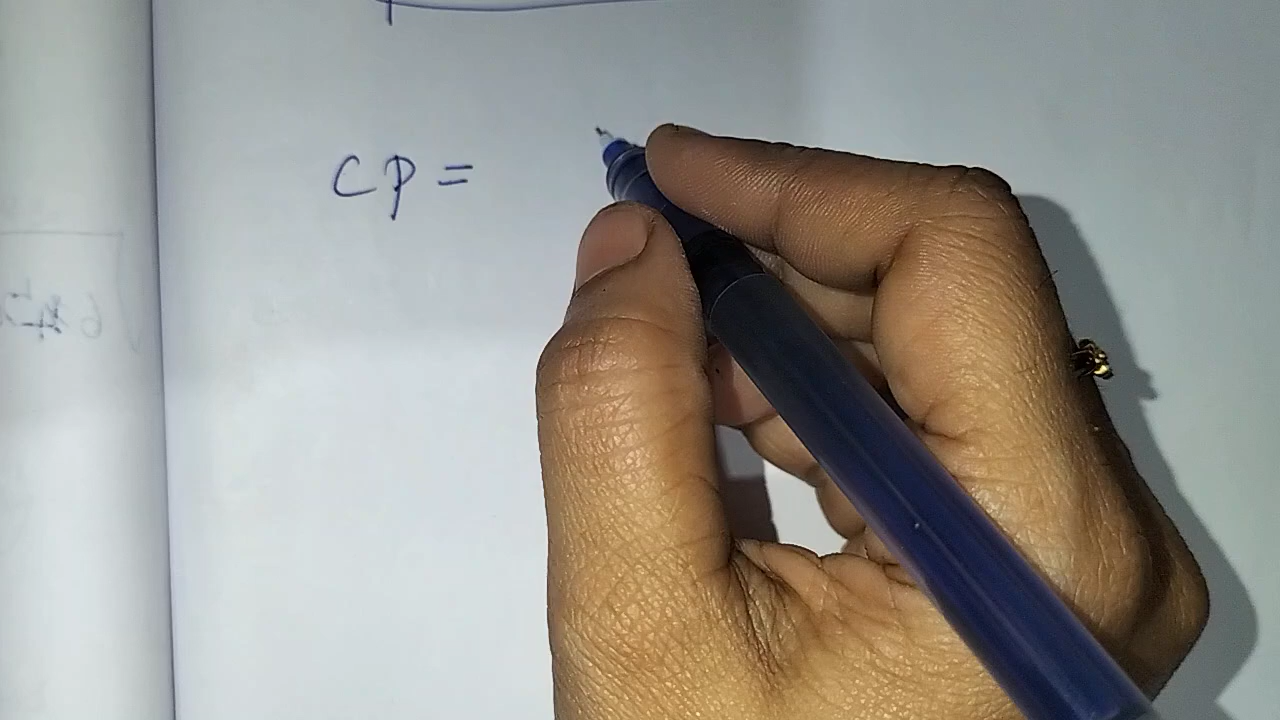 CP =